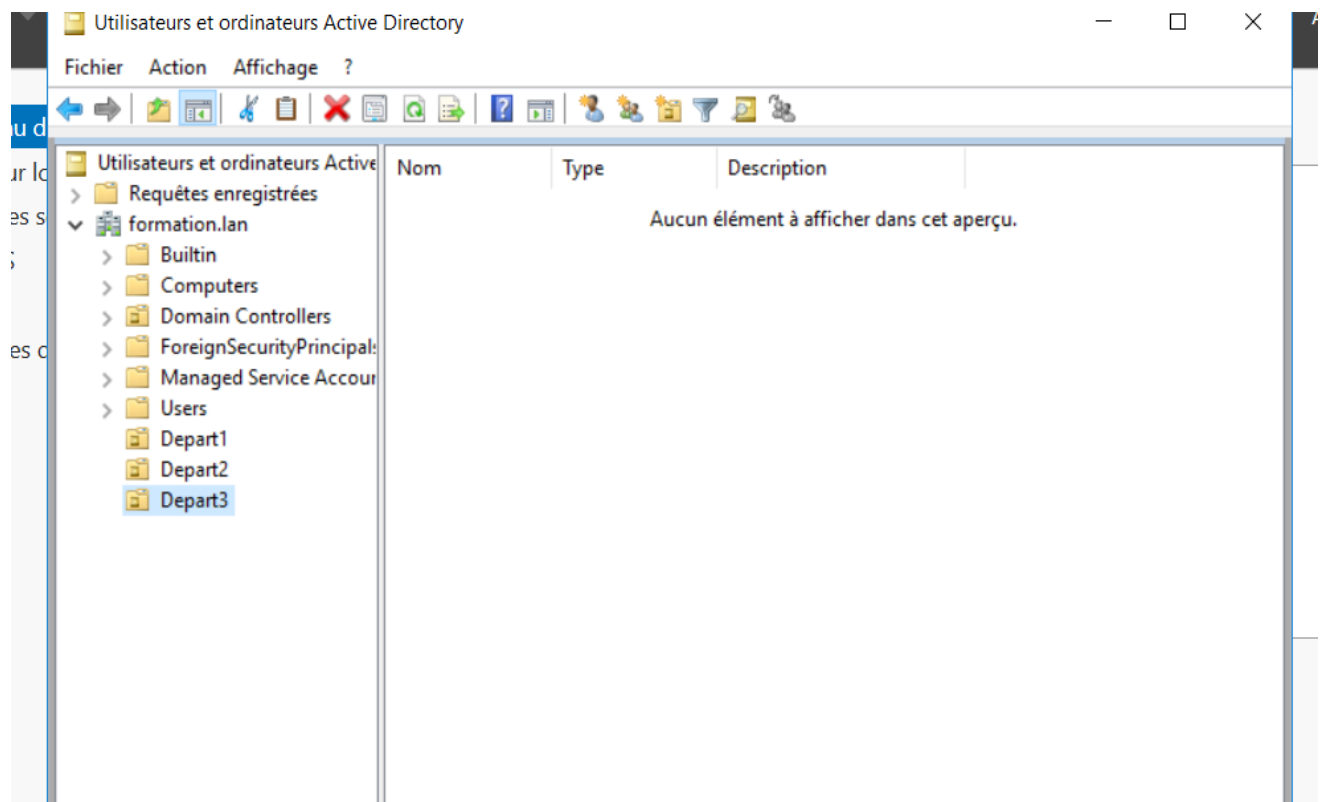 Utilisateurs et ordinateurs Active Directory
Fichier Action Affichage ?
Utilisateurs et ordinateurs Active
Nom Type Description
Requêtes enregistrées
Aucun élément à afficher dans cet aperçu.
formation.lan
Builtin
Computers
Domain Controllers
ForeignSecurityPrincipals
Managed Service Accour
Users
Depart1
Depart2
Depart3